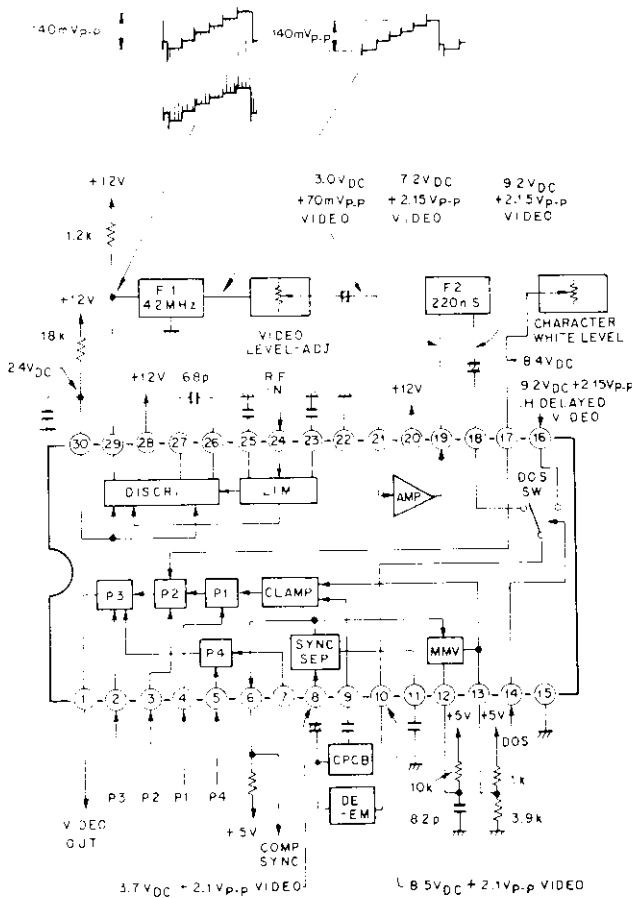 140mVp-p
140mVp-p
+12V
3.0VDC
+70mVp-p
VIDEO
7.2VDC
+2.15Vp-p
VIDEO
9.2VDC
+2.15Vp-p
VIDEO
1.2k
+12V
F1
4.2MHz
VIDEO
LEVEL-ADJ
F2
220nS
CHARACTER
WHITE LEVEL
18k
2.4VDC
+12V
68p
RF
IN
+12V
8.4VDC
9.2VDC+2.15Vp-p
1H DELAYED
VIDEO
30 29 28 27 26 25 24 23 22 21 20 19 18 17 16
DISCRI
LIM
AMP
DOS
SW
P3
P2
P1
CLAMP
P4
SYNC
SEP
MMV
1 2 3 4 5 6 7 8 9 10 11 12 13 14 15
+5V
+5V
DOS
CPCB
10k
1k
P3
P2
P1
P4
DE
-EM
82p
3.9k
VIDEO
OUT
+5V
COMP
SYNC
3.7VDC + 2.1Vp-p VIDEO
8.5VDC + 2.1Vp-p VIDEO